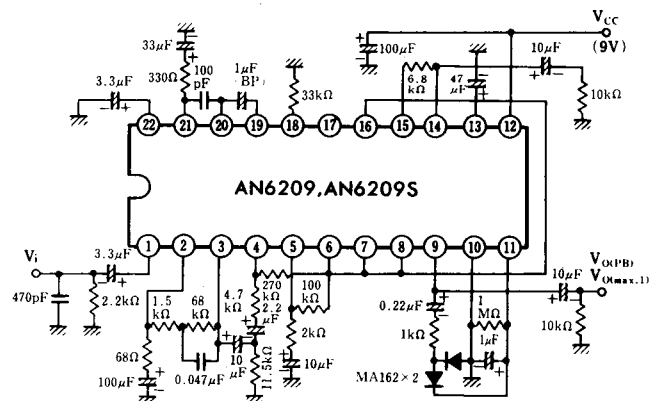 33μF
330Ω
100
pF
1μF
BP
3.3μF
33kΩ
100μF
6.8
kΩ
47
μF
10μF
VCC
(9V)
10kΩ
22 21 20 19 18 17 16 15 14 13 12
AN6209,AN6209S
1 2 3 4 5 6 7 8 9 10 11
Vi
3.3μF
470pF
2.2kΩ
1.5
kΩ
68
kΩ
4.7
kΩ
270
kΩ
2.2
μF
100
kΩ
2kΩ
10μF
68Ω
100μF
0.047μF
10
μF
11.5kΩ
0.22μF
1kΩ
MA162×2
1
MΩ
1μF
10μF
VO(PB)
VO(max.1)
10kΩ